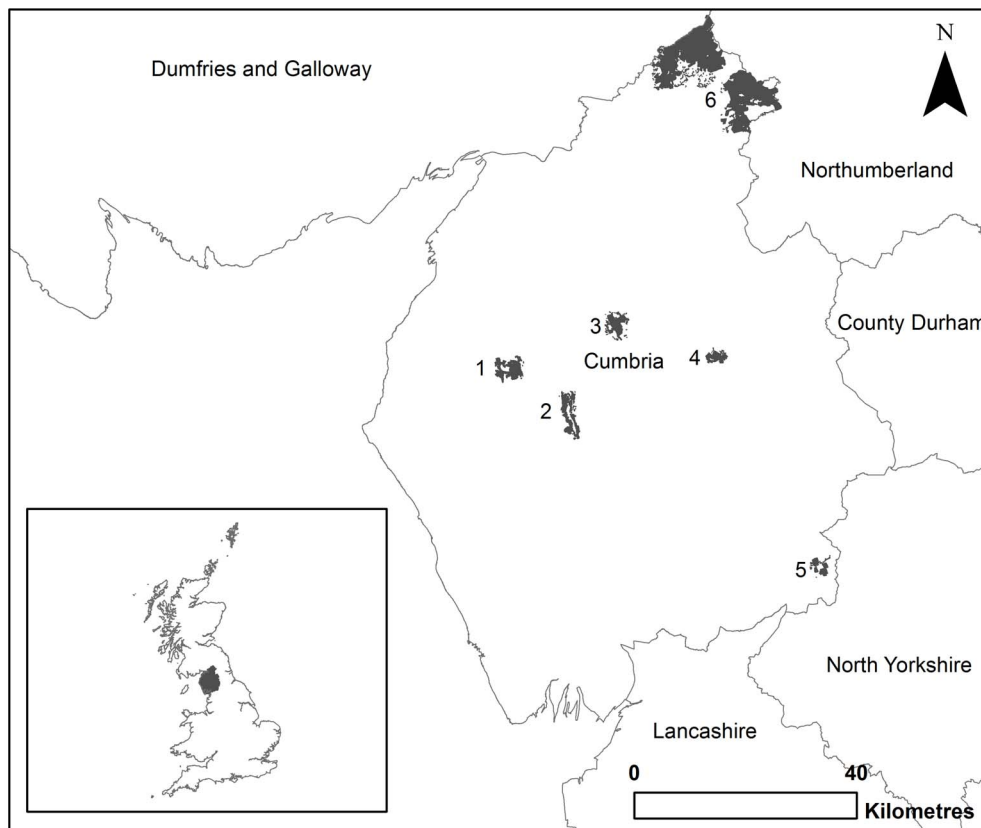 Dumfries and Galloway
N
6
Northumberland
3
County Durham
1
Cumbria
4
2
5
North Yorkshire
Lancashire
0 40
Kilometres